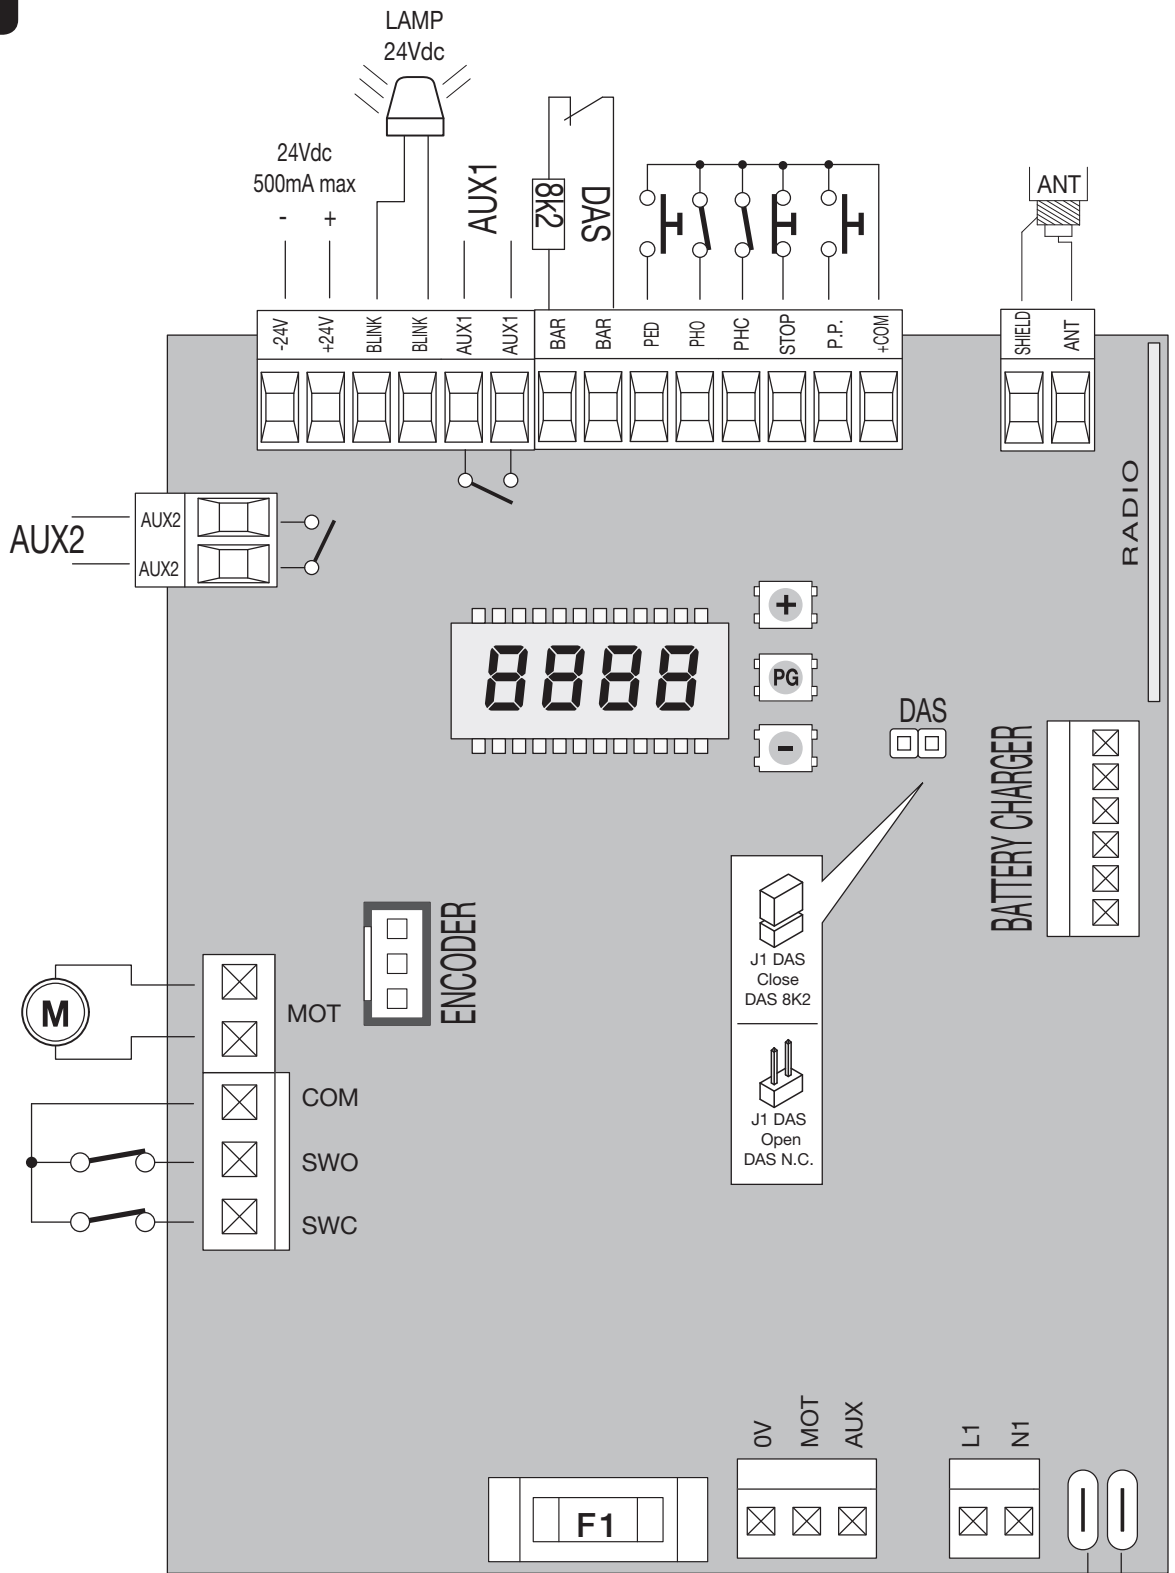 LAMP
24Vdc
24Vdc
500mA max
- +
AUX1
8k2
DAS
ANT
-24V
+24V
BLINK
BLINK
AUX1
AUX1
BAR
BAR
PED
PHO
PHC
STOP
P.P.
+COM
SHIELD
ANT
RADIO
AUX2
AUX2
AUX2
8888
+
PG
-
DAS
BATTERY CHARGER
J1 DAS
Close
DAS 8K2
J1 DAS
Open
DAS N.C.
ENCODER
M
MOT
COM
SWO
SWC
0V
MOT
AUX
L1
N1
F1